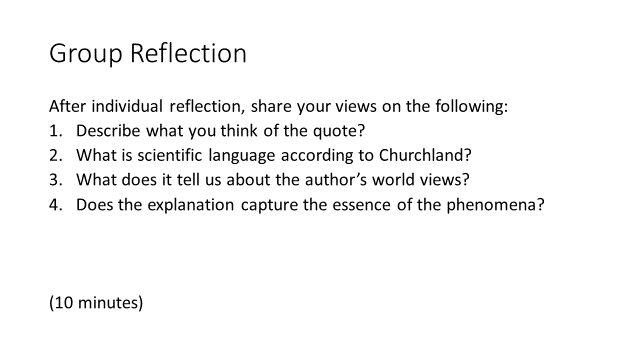 Group Reflection
After individual reflection, share your views on the following:
1. Describe what you think of the quote?
2. What is scientific language according to Churchland?
3. What does it tell us about the author's world views?
4. Does the explanation capture the essence of the phenomena?
(10 minutes)